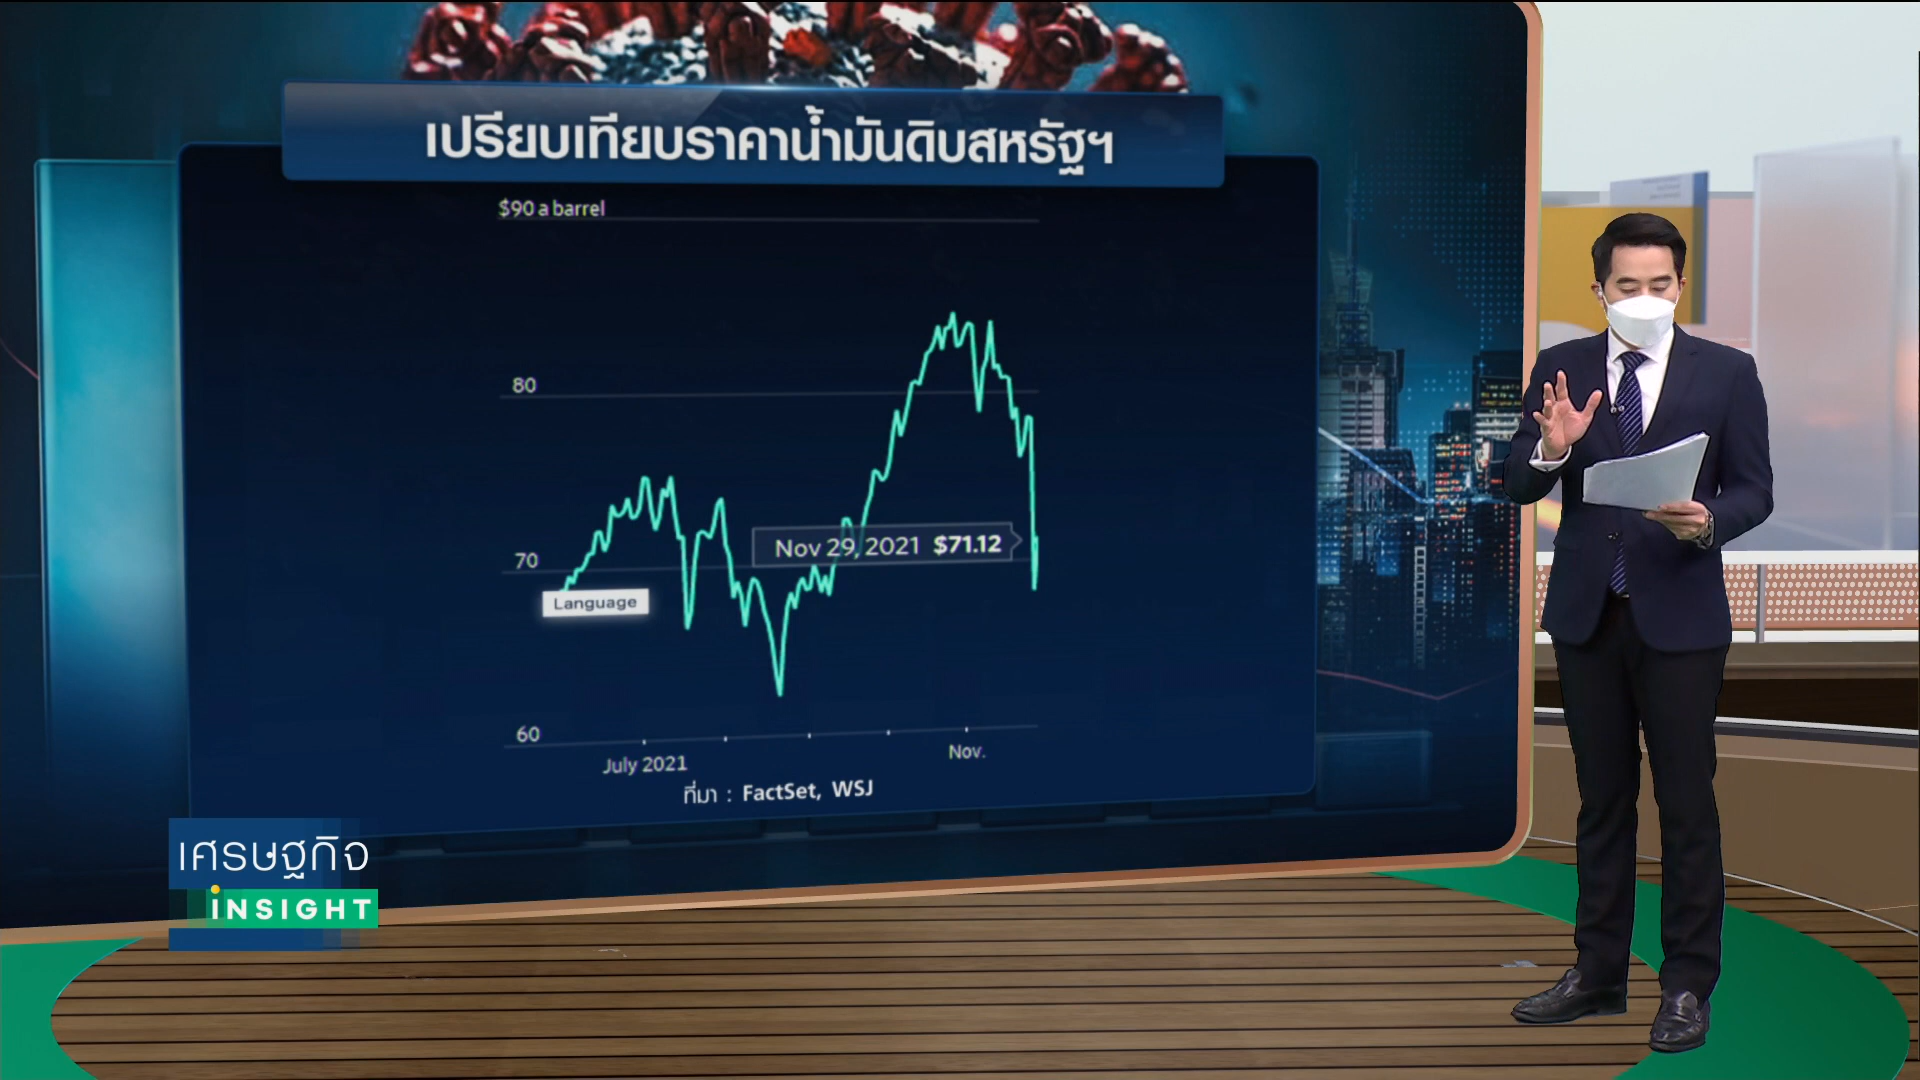 เปรียบเทียบราคาน้ำมันดิบสหรัฐฯ
$90 a barrel
80
70
Nov 29, 2021 $71.12
Language
60
July 2021
Nov.
ที่มา : FactSet, WSJ
เศรษฐกิจ
iNSIGHT